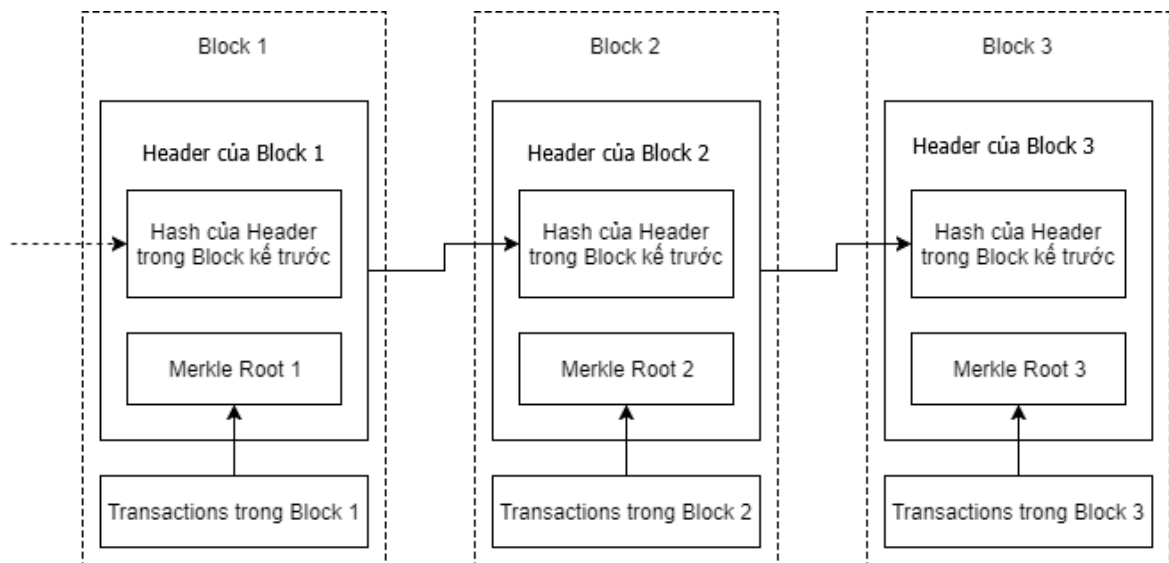 Block 1
Header của Block 1
Hash của Header
trong Block kế trước
Merkle Root 1
Transactions trong Block 1
Block 2
Header của Block 2
Hash của Header
trong Block kế trước
Merkle Root 2
Transactions trong Block 2
Block 3
Header của Block 3
Hash của Header
trong Block kế trước
Merkle Root 3
Transactions trong Block 3